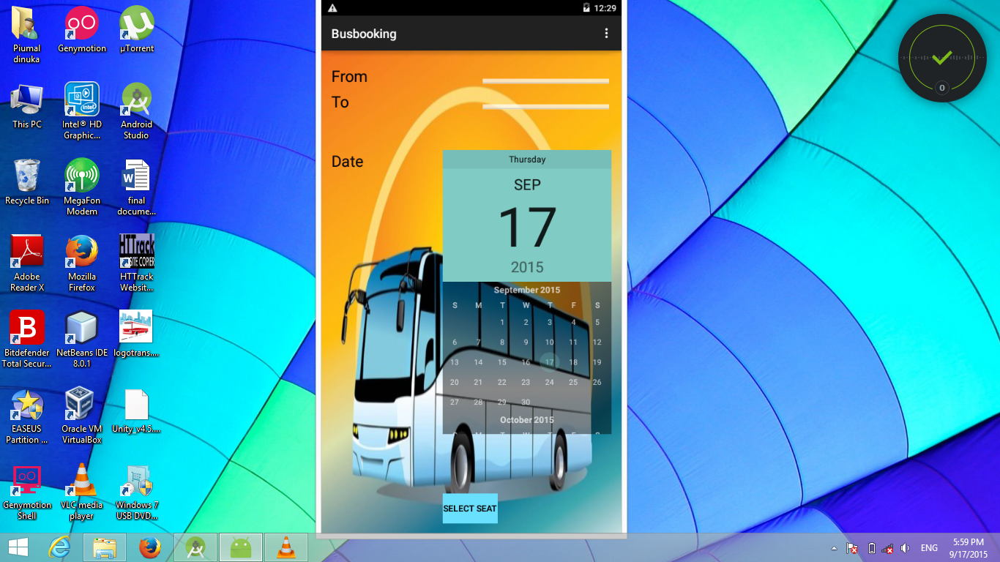 Piumal
dinuka
Genymotion
µTorrent
This PC
Intel® HD
Graphic...
Android
Studio
Recycle Bin
MegaFon
Modem
final
docume...
Adobe
Reader X
Mozilla
Firefox
HTTrack
SITE COPIER
HTTrack
Websit...
Bitdefender
Total Secur...
NetBeans IDE
8.0.1
logotrans....
EASEUS
Partition ...
Oracle VM
VirtualBox
Unity_v4.5....
Genymotion
Shell
VLC media
player
Windows 7
USB DVD...
12:29
Busbooking
From
To
Date
Thursday
SEP
17
2015
September 2015
S M T W T F S
1 2 3 4 5
6 7 8 9 10 11 12
13 14 15 16 17 18 19
20 21 22 23 24 25 26
27 28 29 30
October 2015
S M T W T F S
SELECT SEAT
0
ENG
5:59 PM
9/17/2015